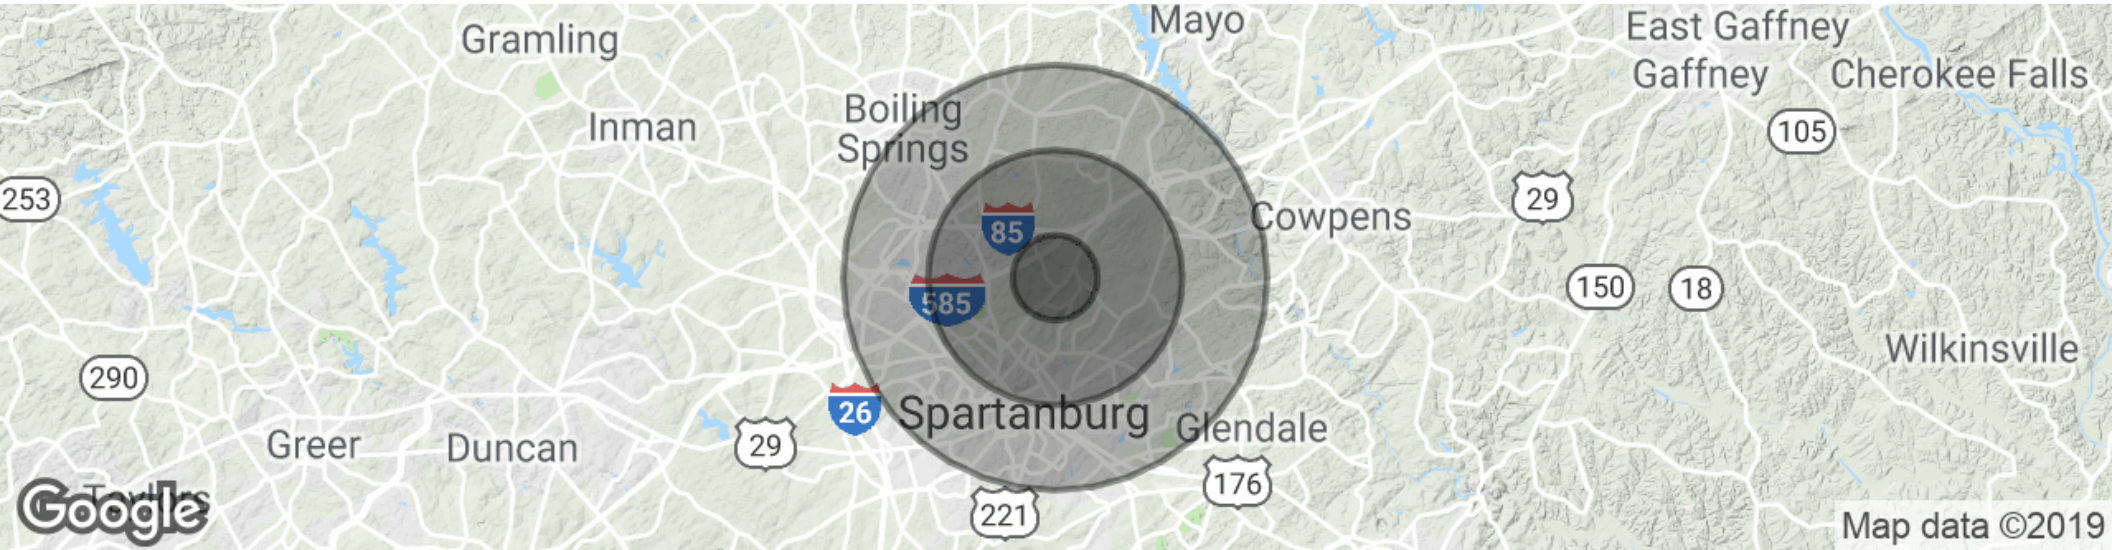 Mayo
East Gaffney
Gramling
Gaffney
Cherokee Falls
Boiling
Springs
Inman
105
253
29
85
Cowpens
585
150
18
Wilkinsville
290
26
Spartanburg
Glendale
Greer
Duncan
29
176
Taylors
Google
221
Map data ©2019